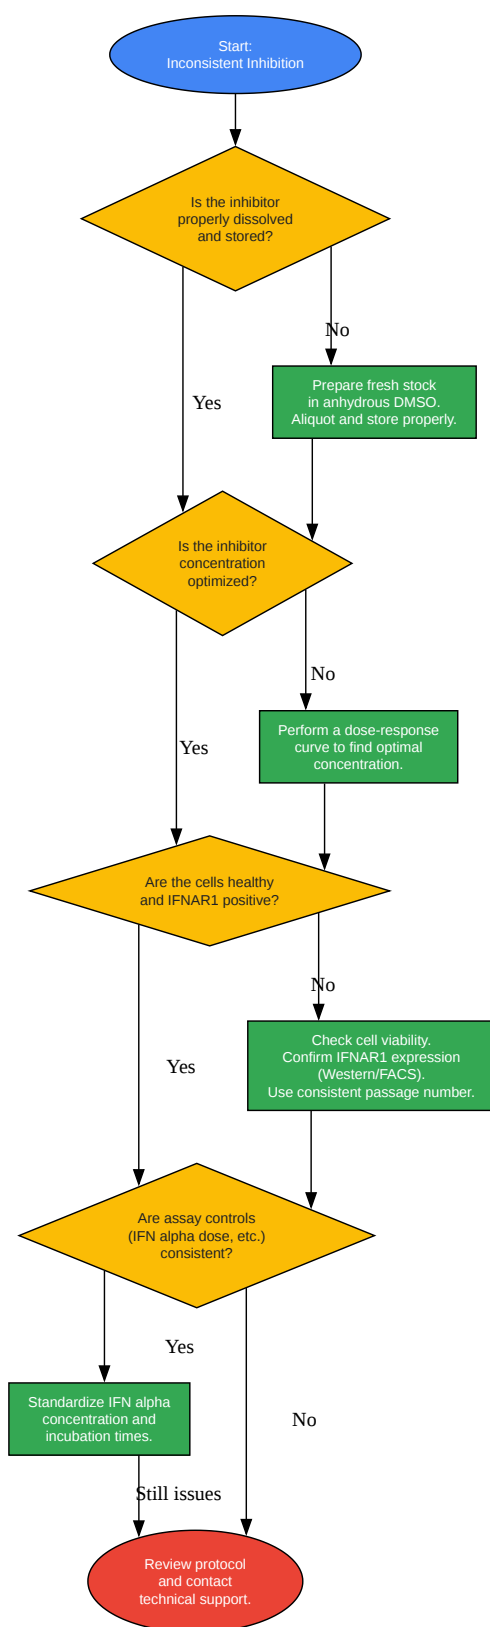 Start:
Inconsistent Inhibition
Is the inhibitor
properly dissolved
and stored?
No
Yes
Prepare fresh stock
in anhydrous DMSO.
Aliquot and store properly.
Is the inhibitor
concentration
optimized?
No
Yes
Perform a dose-response
curve to find optimal
concentration.
Are the cells healthy
and IFNAR1 positive?
No
Yes
Check cell viability.
Confirm IFNAR1 expression
(Western/FACS).
Use consistent passage number.
Are assay controls
(IFN alpha dose, etc.)
consistent?
Yes
No
Standardize IFN alpha
concentration and
incubation times.
Still issues
Review protocol
and contact
technical support.